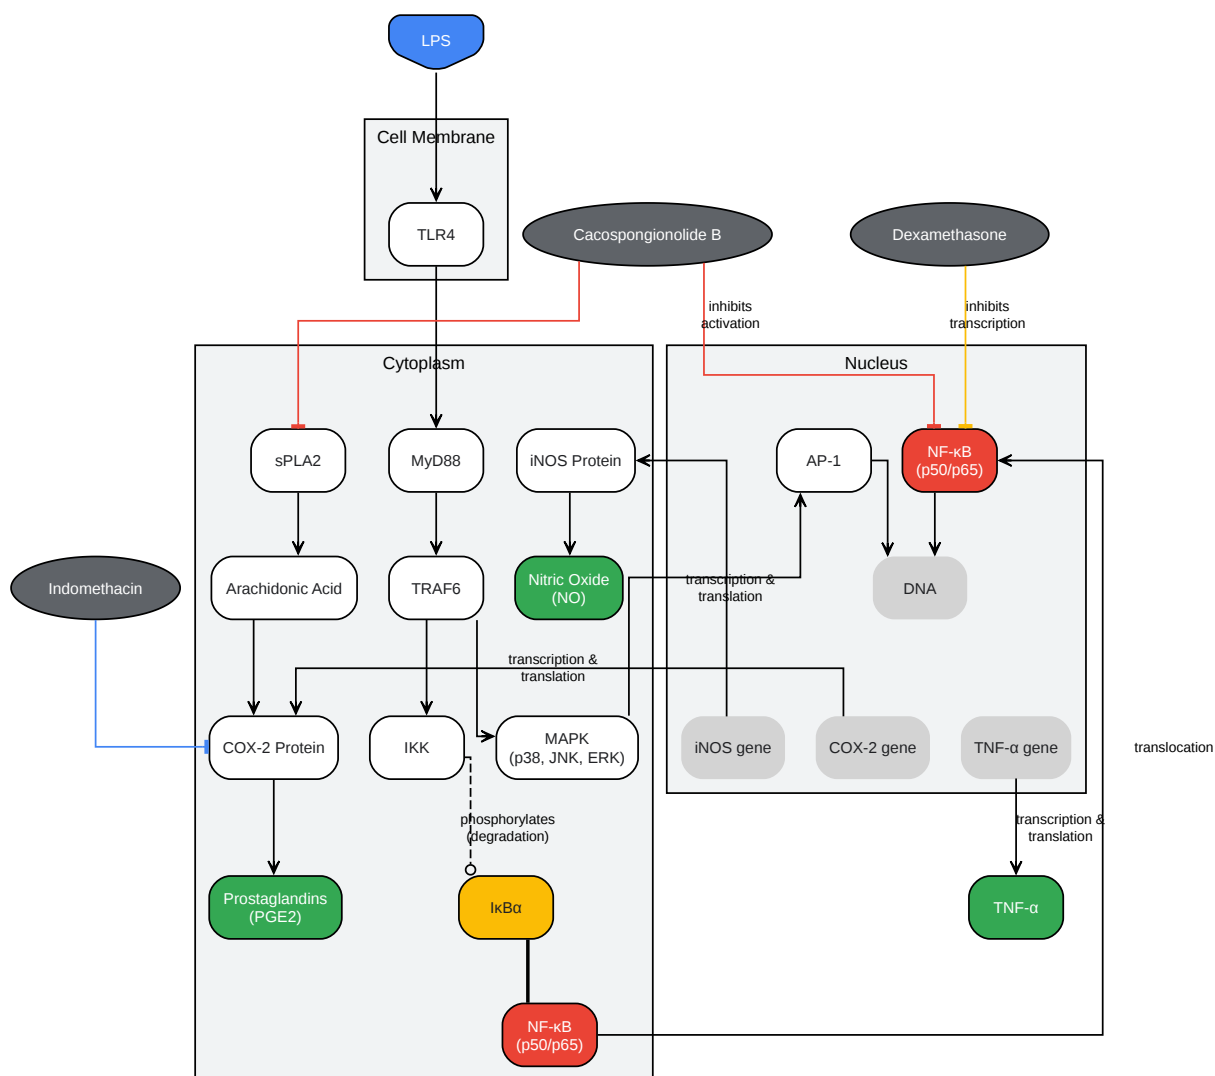 LPS
Cell Membrane
TLR4
Cacospongionolide B
Dexamethasone
inhibits
activation
inhibits
transcription
Cytoplasm
Nucleus
sPLA2
MyD88
iNOS Protein
AP-1
NF-κB
(p50/p65)
Indomethacin
Arachidonic Acid
TRAF6
Nitric Oxide
(NO)
transcription &
translation
DNA
transcription &
translation
COX-2 Protein
IKK
MAPK
(p38, JNK, ERK)
iNOS gene
COX-2 gene
TNF-α gene
translocation
phosphorylates
(degradation)
transcription &
translation
Prostaglandins
(PGE2)
IκBα
TNF-α
NF-κB
(p50/p65)